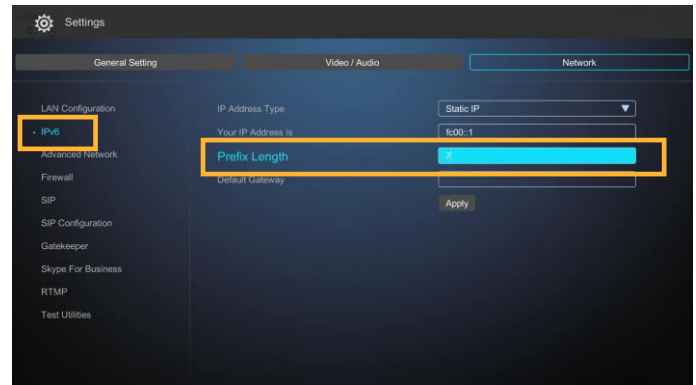 Settings
General Setting
Video / Audio
Network
LAN Configuration
IPv6
Advanced Network
Firewall
SIP
SIP Configuration
Gatekeeper
Skype For Business
RTMP
Test Utilities
IP Address Type
Static IP
Your IP Address is
fc00::1
Prefix Length
7
Default Gateway
Apply